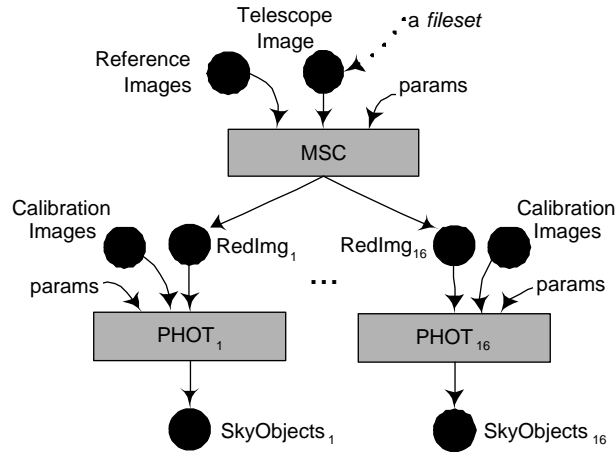 Telescope
Image
a fileset
Reference
Images
params
MSC
Calibration
Images
RedImg1
RedImg16
Calibration
Images
params
...
params
PHOT1
PHOT16
SkyObjects1
SkyObjects16